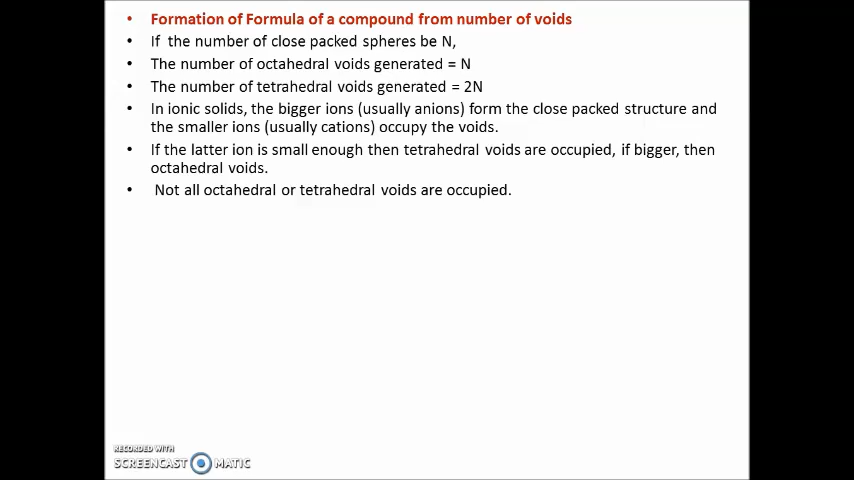 • Formation of Formula of a compound from number of voids
• If the number of close packed spheres be N,
• The number of octahedral voids generated = N
• The number of tetrahedral voids generated = 2N
• In ionic solids, the bigger ions (usually anions) form the close packed structure and
the smaller ions (usually cations) occupy the voids.
• If the latter ion is small enough then tetrahedral voids are occupied, if bigger, then
octahedral voids.
• Not all octahedral or tetrahedral voids are occupied.
RECORDED WITH
SCREENCAST MATIC